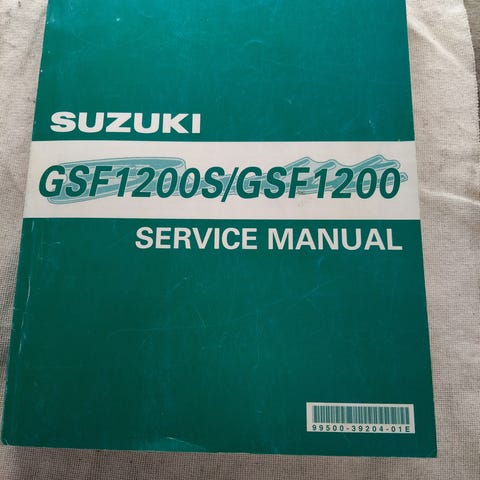 SUZUKI
GSF1200S/GSF1200
SERVICE MANUAL
99500-39204-01E